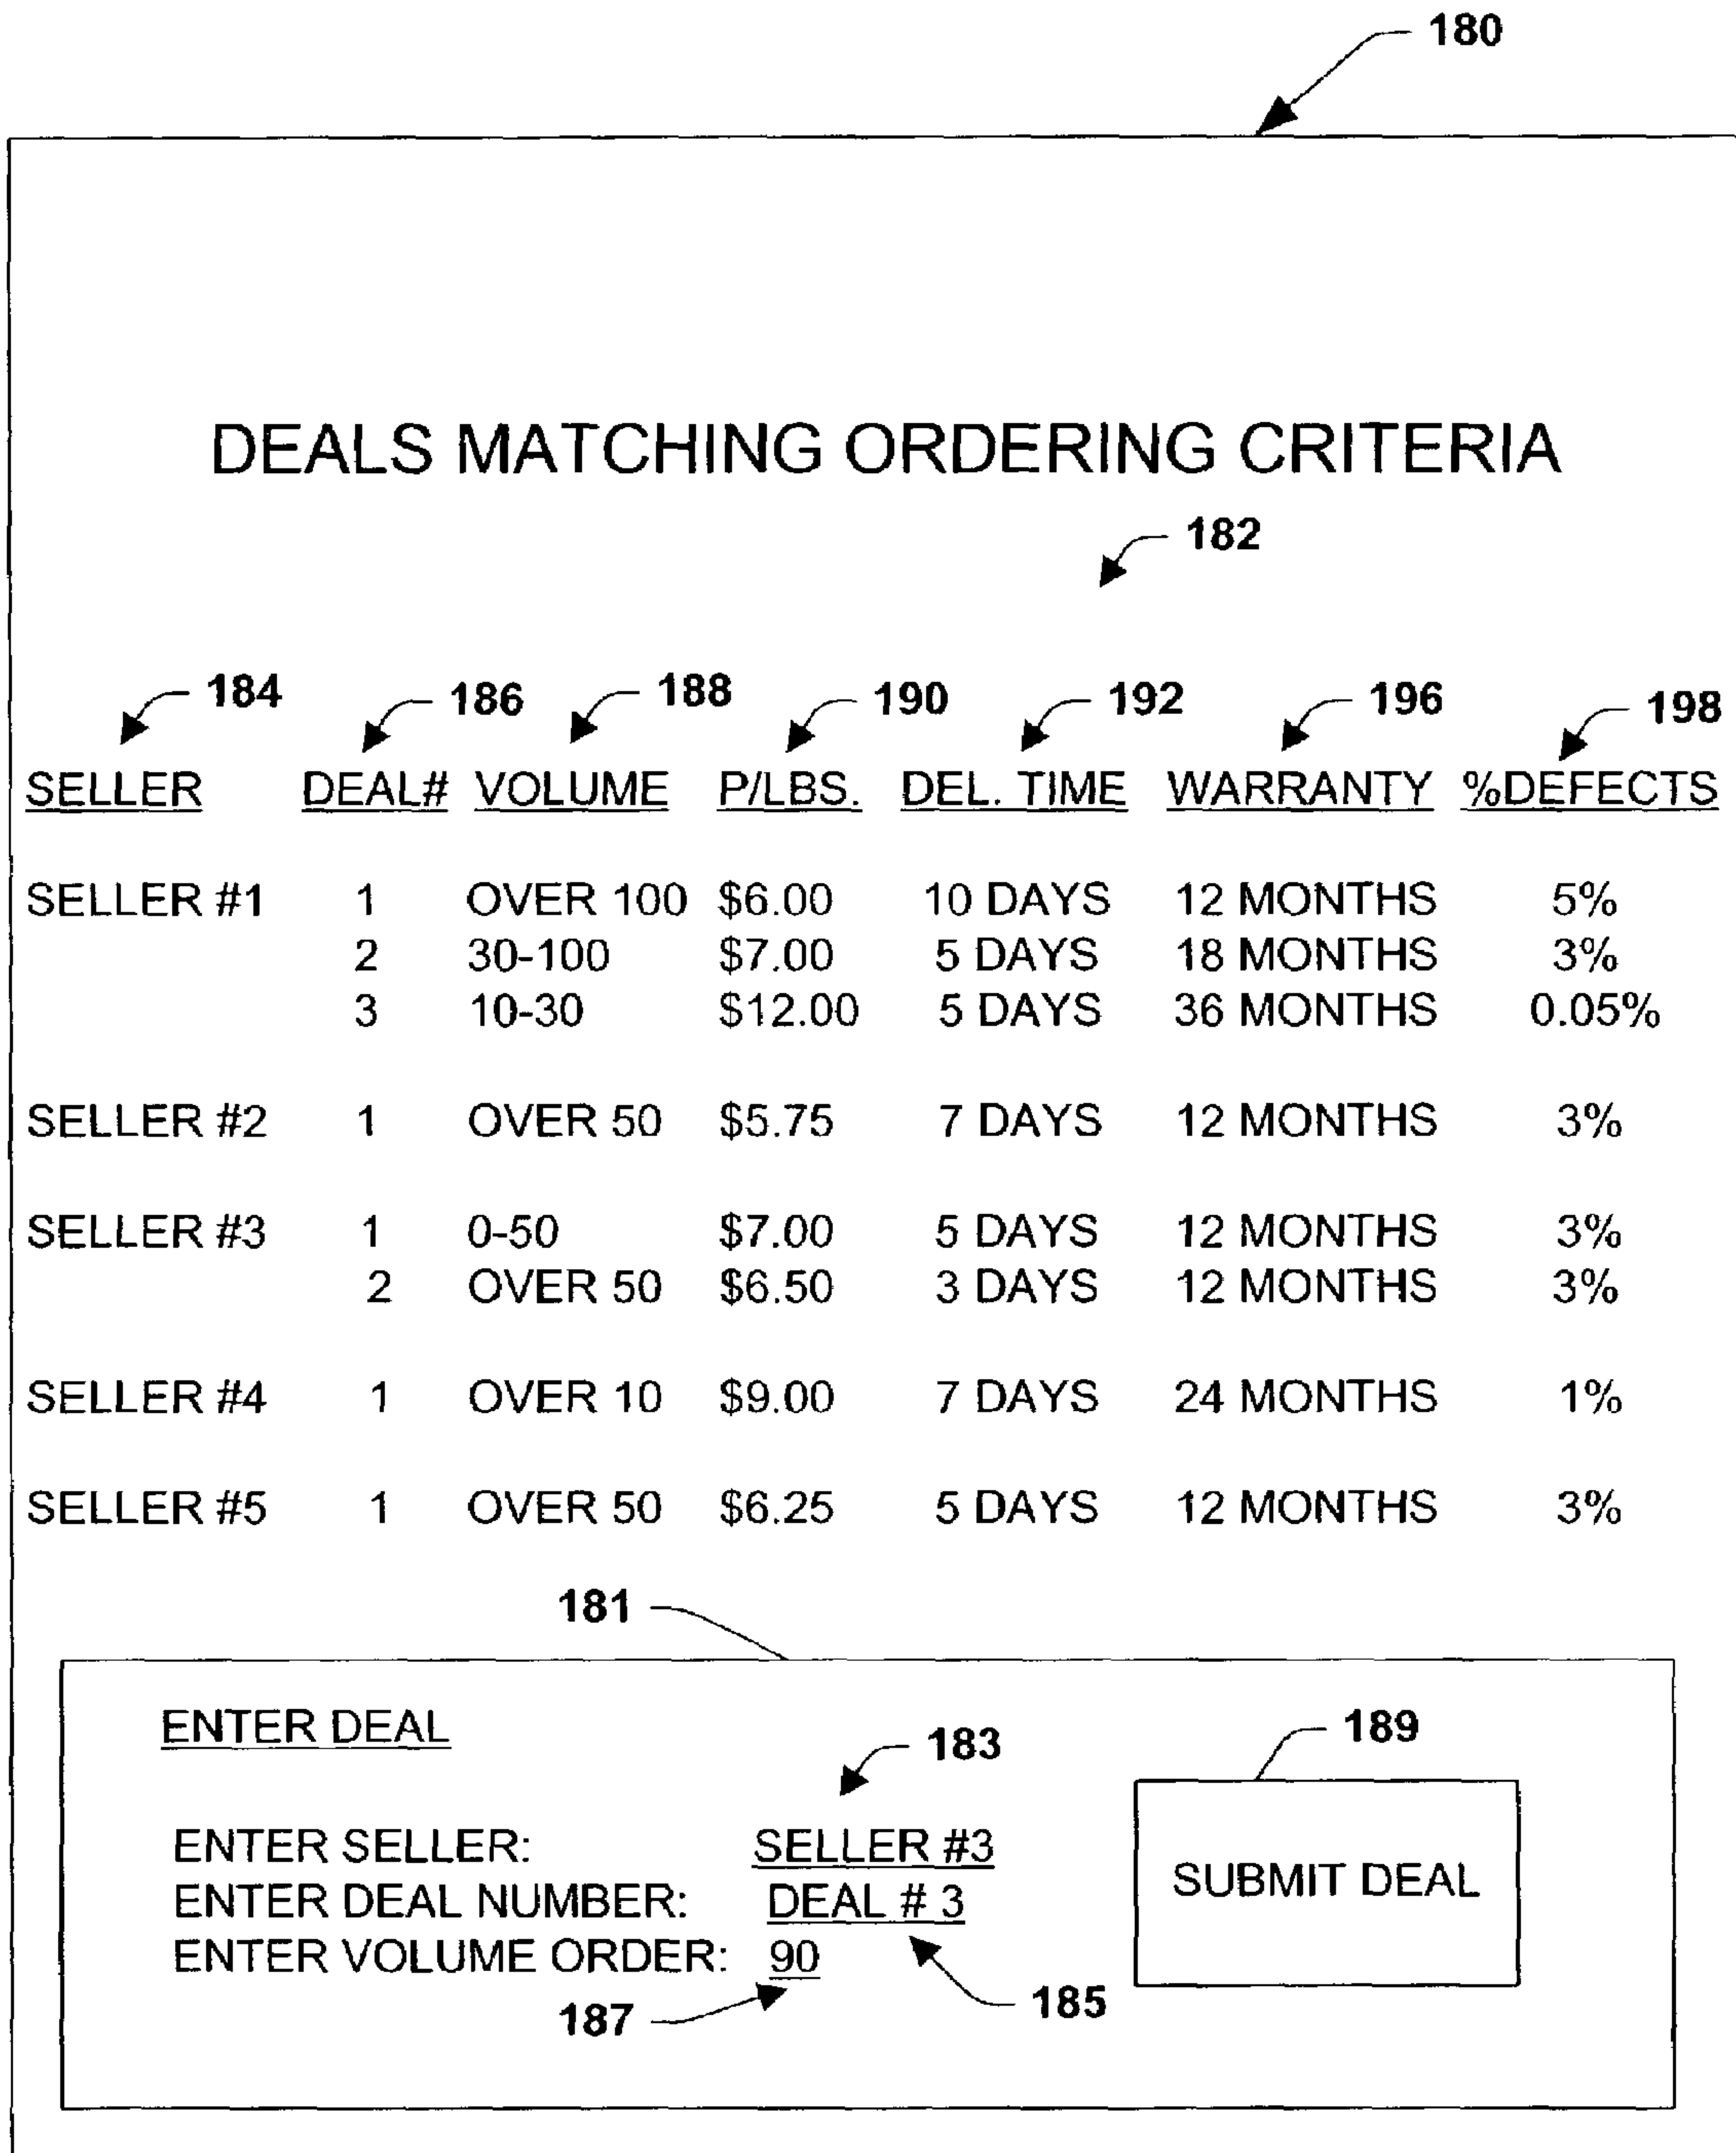 180
DEALS MATCHING ORDERING CRITERIA
182
184 186 188 190 192 196 198
SELLER DEAL# VOLUME P/LBS. DEL. TIME WARRANTY %DEFECTS
SELLER #1 1 OVER 100 $6.00 10 DAYS 12 MONTHS 5%
2 30-100 $7.00 5 DAYS 18 MONTHS 3%
3 10-30 $12.00 5 DAYS 36 MONTHS 0.05%
SELLER #2 1 OVER 50 $5.75 7 DAYS 12 MONTHS 3%
SELLER #3 1 0-50 $7.00 5 DAYS 12 MONTHS 3%
2 OVER 50 $6.50 3 DAYS 12 MONTHS 3%
SELLER #4 1 OVER 10 $9.00 7 DAYS 24 MONTHS 1%
SELLER #5 1 OVER 50 $6.25 5 DAYS 12 MONTHS 3%
181
ENTER DEAL
183
189
ENTER SELLER: SELLER #3
ENTER DEAL NUMBER: DEAL # 3
ENTER VOLUME ORDER: 90
SUBMIT DEAL
187
185